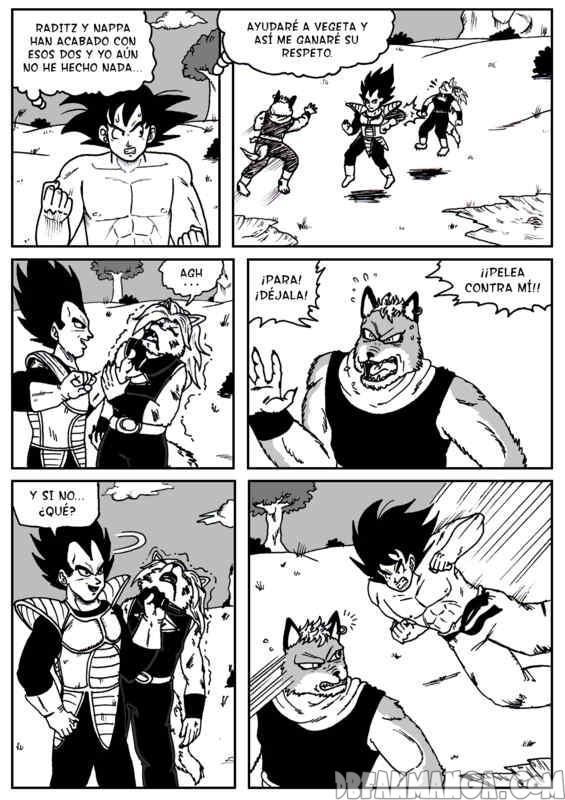 RADITZ Y NAPPA
HAN ACABADO CON
ESOS DOS Y YO AÚN
NO HE HECHO NADA...
AYUDARÉ A VEGETA Y
ASÍ ME GANARÉ SU
RESPETO.
AGH
...
¡PARA!
¡DÉJALA!
¡¡PELEA
CONTRA MÍ!!
Y SI NO...
¿QUÉ?
DBFANMANGA.COM